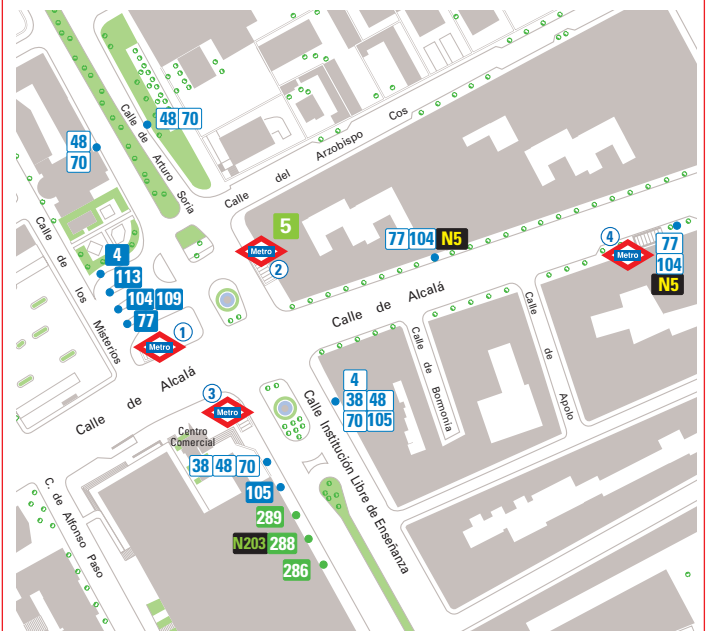 Calle de Arturo Soria
48 70
48
70
Calle del Arzobispo Cos
Calle de los Misterios
4
113
104 109
77
Metro
1
5
Metro
2
77 104 N5
4
Metro
77
104
N5
Calle de Alcalá
Calle de Alcalá
Calle de Bormonia
Calle de Apolo
3
Metro
Centro
Comercial
4
38 48
70 105
38 48 70
105
289
N203 288
286
Calle Institución Libre de Enseñanza
C. de Alfonso Paso